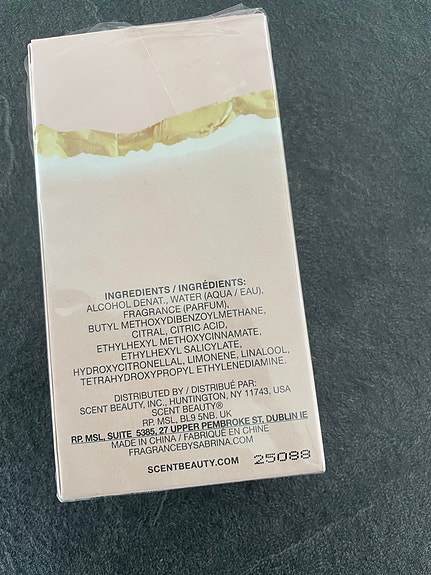 INGREDIENTS / INGRÉDIENTS:
ALCOHOL DENAT., WATER (AQUA / EAU),
FRAGRANCE (PARFUM),
BUTYL METHOXYDIBENZOYLMETHANE,
CITRAL, CITRIC ACID,
ETHYLHEXYL METHOXYCINNAMATE,
ETHYLHEXYL SALICYLATE,
HYDROXYCITRONELLAL, LIMONENE, LINALOOL,
TETRAHYDROXYPROPYL ETHYLENEDIAMINE.
DISTRIBUTED BY / DISTRIBUÉ PAR:
SCENT BEAUTY, INC., HUNTINGTON, NY 11743, USA
SCENT BEAUTY®
RP. MSL, BL9 5NB. UK
RP. MSL, SUITE 5385, 27 UPPER PEMBROKE ST, DUBLIN IE
MADE IN CHINA / FABRIQUÉ EN CHINE
FRAGRANCEBYSABRINA.COM
SCENTBEAUTY.COM 25088